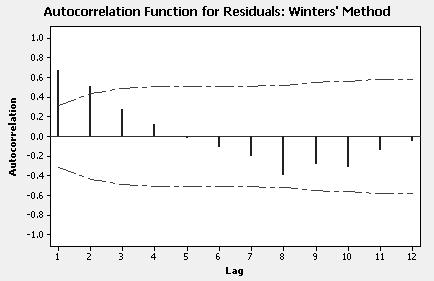 Autocorrelation Function for Residuals: Winters' Method
1.0
0.8
0.6
0.4
0.2
0.0
-0.2
-0.4
-0.6
-0.8
-1.0
Autocorrelation
1 2 3 4 5 6 7 8 9 10 11 12
Lag